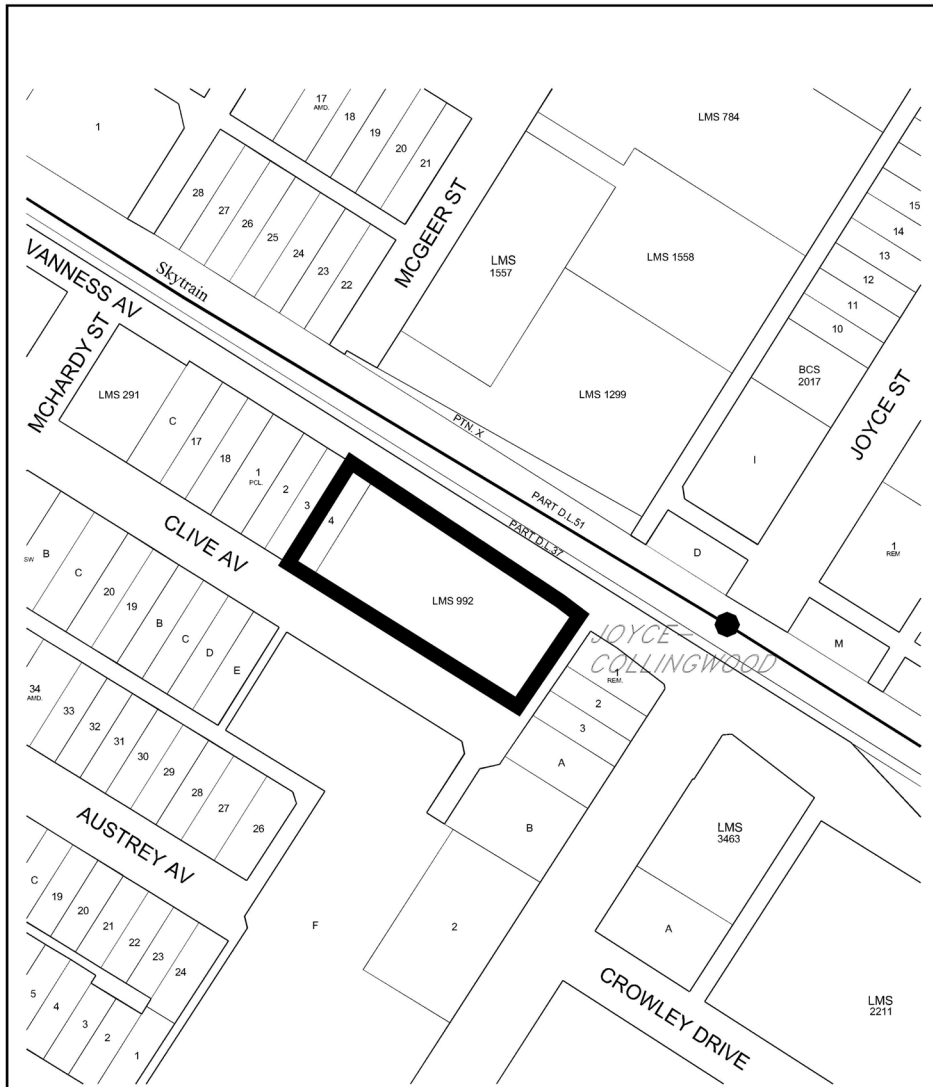 17
AMD.
18
19
20
21
1
28
27
26
25
24
23
22
MCGEER ST
LMS 784
LMS
1557
LMS 1558
LMS 1299
15
14
13
12
11
10
BCS
2017
I
JOYCE ST
VANNESS AV
Skytrain
MCHARDY ST
LMS 291
C
17
18
1
PCL.
2
3
4
PTN. X
PART D.L.51
PART D.L.37
D
1
REM
M
CLIVE AV
LMS 992
JOYCE-
COLLINGWOOD
SW
B
C
20
19
B
C
D
E
1
REM.
2
3
A
B
34
AMD.
33
32
31
30
29
28
27
26
AUSTREY AV
LMS
3463
A
C
19
20
21
22
23
24
F
2
5
4
3
2
1
CROWLEY DRIVE
LMS
2211